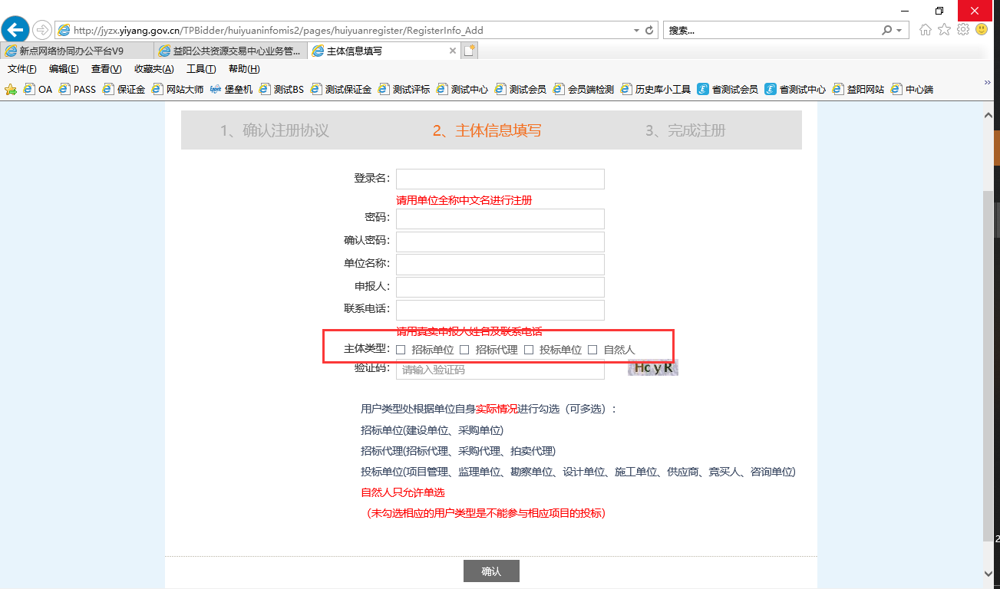 http://jyzx.yiyang.gov.cn/TPBidder/huiyuaninfomis2/pages/huiyuanregister/RegisterInfo_Add
搜索...
新点网络协同办公平台V9
益阳公共资源交易中心业务管...
主体信息填写
文件(F) 编辑(E) 查看(V) 收藏夹(A) 工具(T) 帮助(H)
OA PASS 保证金 网站大师 堡垒机 测试BS 测试保证金 测试评标 测试中心 测试会员 会员端检测 历史库小工具 省测试会员 省测试中心 益阳网站 中心端
1、确认注册协议 2、主体信息填写 3、完成注册
登录名:
请用单位全称中文名进行注册
密码:
确认密码:
单位名称:
申报人:
联系电话:
请用真实申报人姓名及联系电话
主体类型: 招标单位 招标代理 投标单位 自然人
验证码: 请输入验证码 HcyR
用户类型处根据单位自身实际情况进行勾选（可多选）:
招标单位(建设单位、采购单位)
招标代理(招标代理、采购代理、拍卖代理)
投标单位(项目管理、监理单位、勘察单位、设计单位、施工单位、供应商、竞买人、咨询单位)
自然人只允许单选
（未勾选相应的用户类型是不能参与相应项目的投标）
确认